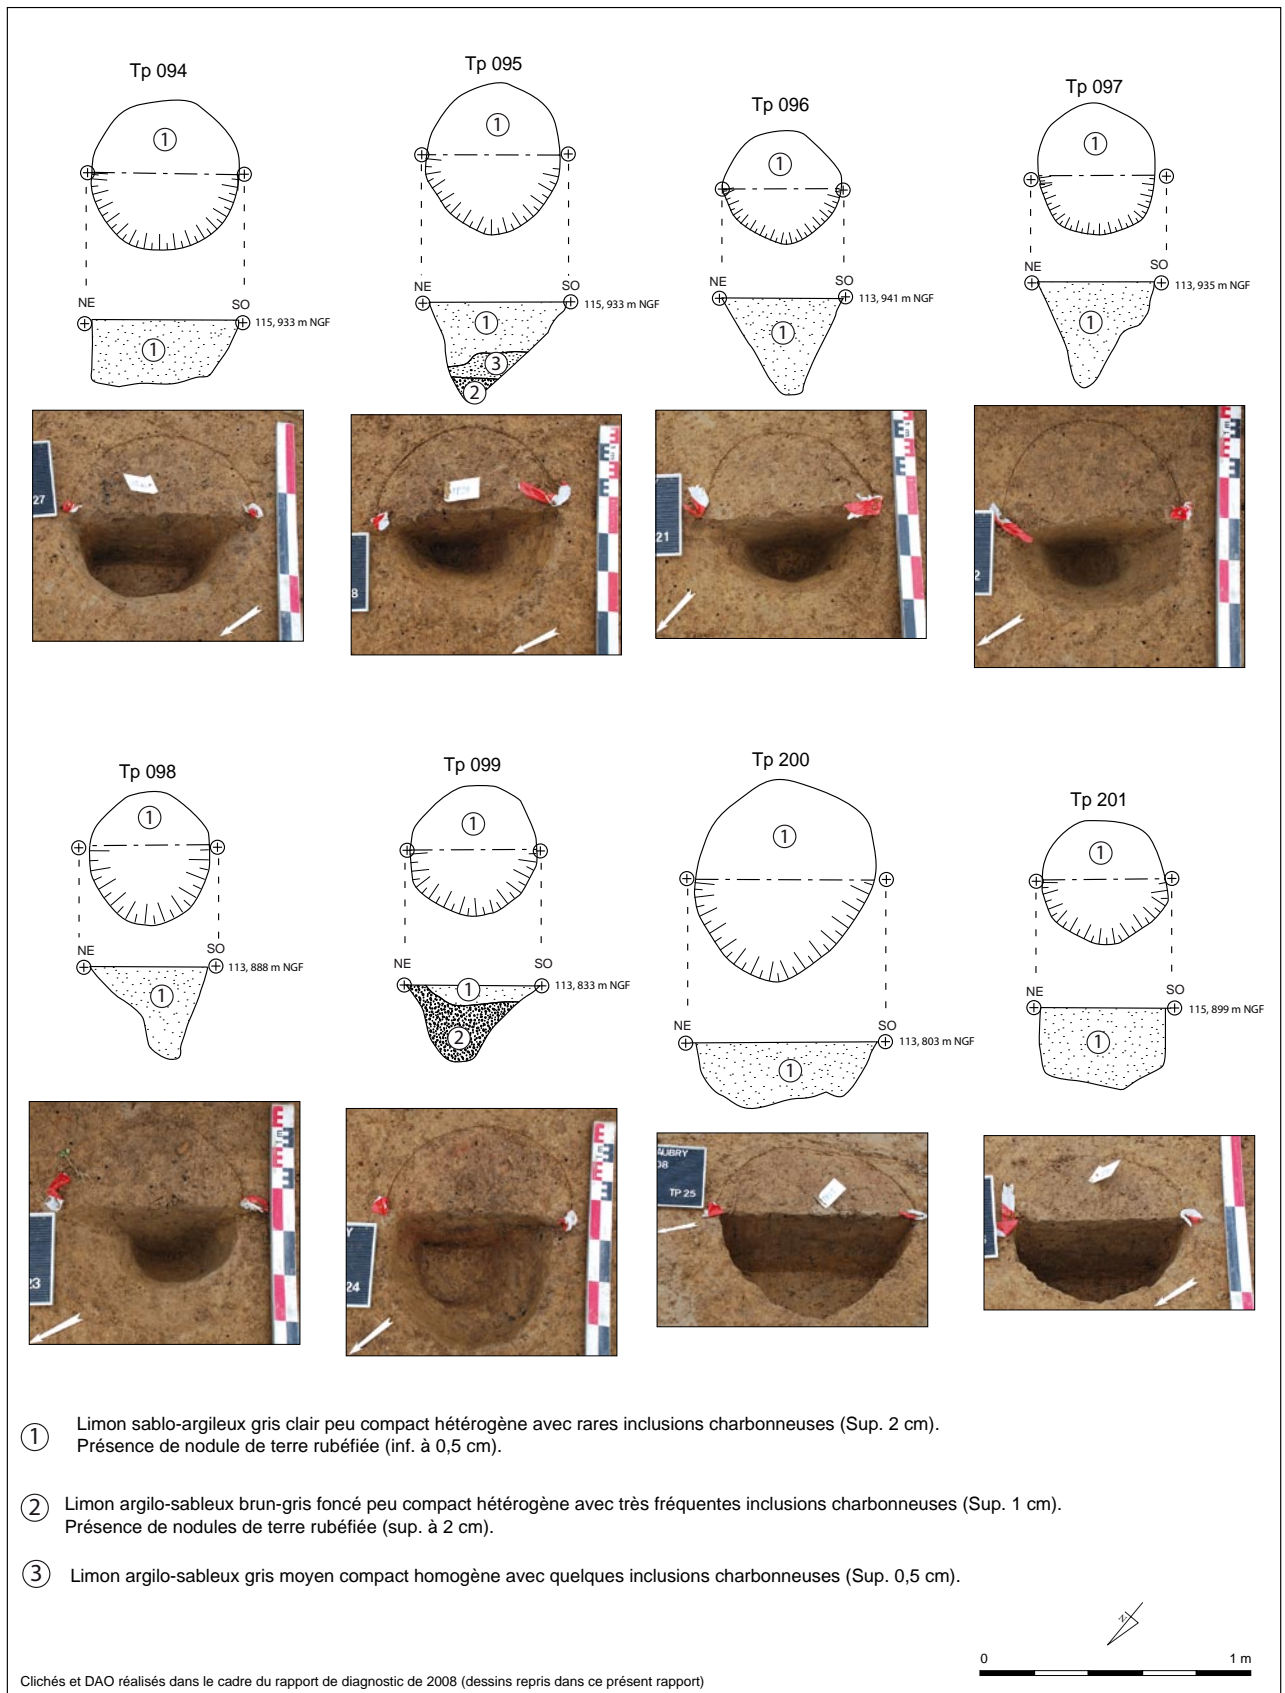 Tp 094
Tp 095
Tp 096
Tp 097
1
1
1
1
NE
SO
115, 933 m NGF
1
NE
SO
115, 933 m NGF
1
3
2
NE
SO
113, 941 m NGF
1
NE
SO
113, 935 m NGF
1
27
8
21
2
Tp 098
Tp 099
Tp 200
Tp 201
1
1
1
1
NE
SO
113, 888 m NGF
1
NE
SO
113, 833 m NGF
1
2
NE
SO
113, 803 m NGF
1
NE
SO
115, 899 m NGF
1
23
24
AUBRY
08
TP 25
1
Limon sablo-argileux gris clair peu compact hétérogène avec rares inclusions charbonneuses (Sup. 2 cm).
Présence de nodule de terre rubéfiée (inf. à 0,5 cm).
2
Limon argilo-sableux brun-gris foncé peu compact hétérogène avec très fréquentes inclusions charbonneuses (Sup. 1 cm).
Présence de nodules de terre rubéfiée (sup. à 2 cm).
3
Limon argilo-sableux gris moyen compact homogène avec quelques inclusions charbonneuses (Sup. 0,5 cm).
N
0
1 m
Clichés et DAO réalisés dans le cadre du rapport de diagnostic de 2008 (dessins repris dans ce présent rapport)